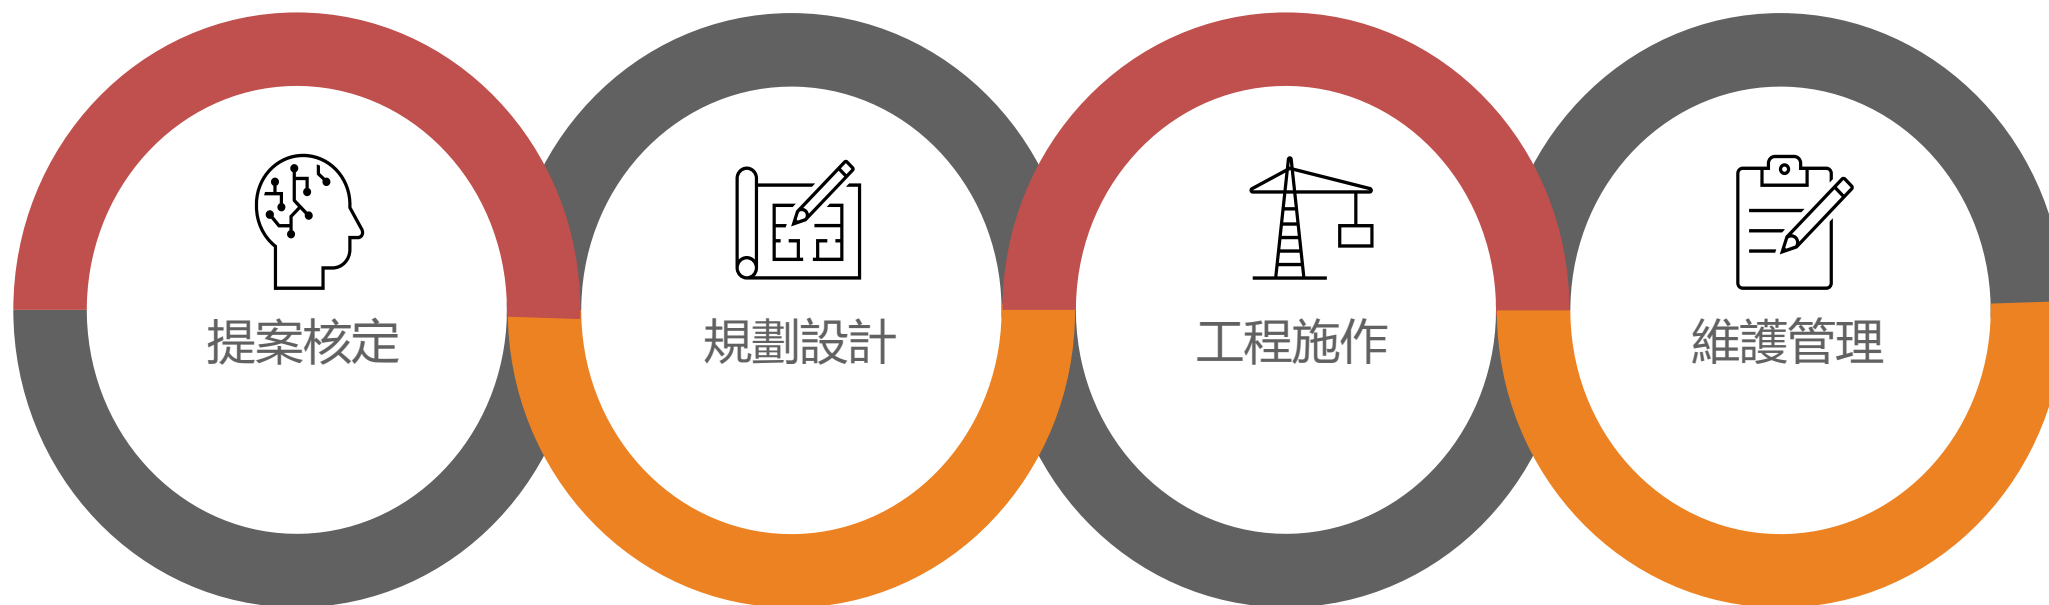 提案核定
規劃設計
工程施作
維護管理